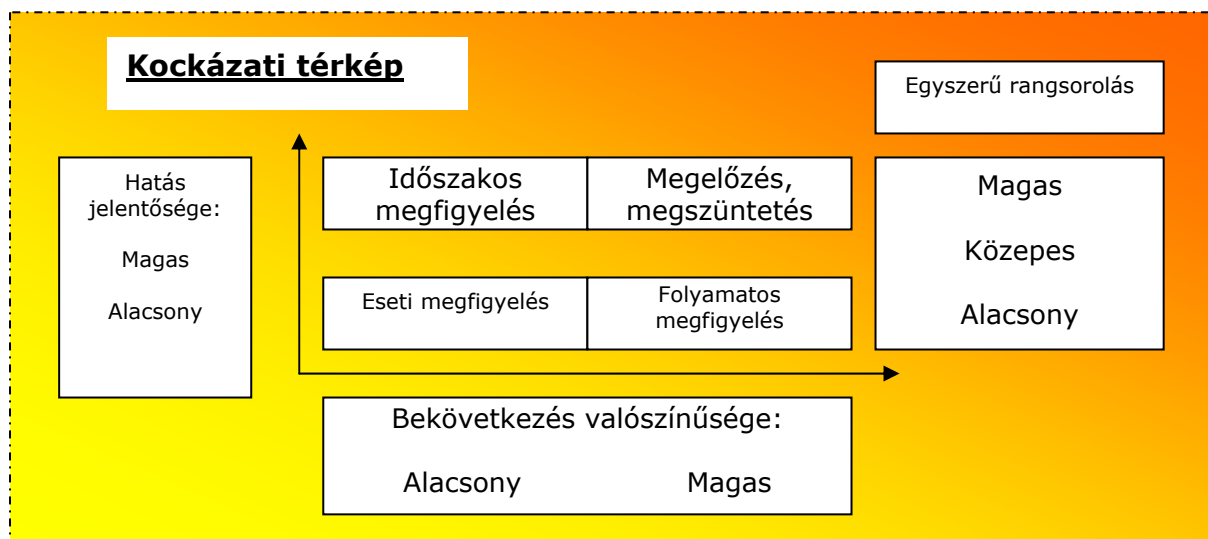 Kockázati térkép
Egyszerű rangsorolás
Hatás
jelentősége:
Magas
Alacsony
Időszakos
megfigyelés
Megelőzés,
megszüntetés
Eseti megfigyelés
Folyamatos
megfigyelés
Magas
Közepes
Alacsony
Bekövetkezés valószínűsége:
Alacsony Magas